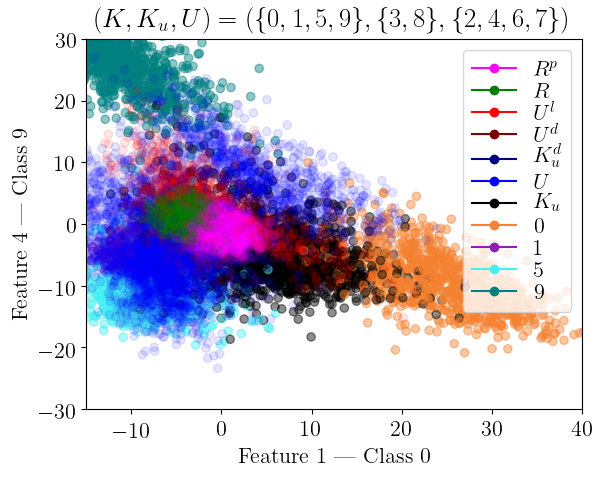 (K, K_u, U) = ({0, 1, 5, 9}, {3, 8}, {2, 4, 6, 7})
30
20
10
0
−10
−20
−30
Feature 4 — Class 9
−10
0
10
20
30
40
Feature 1 — Class 0
R^p
R
U^l
U^d
K_u^d
U
K_u
0
1
5
9